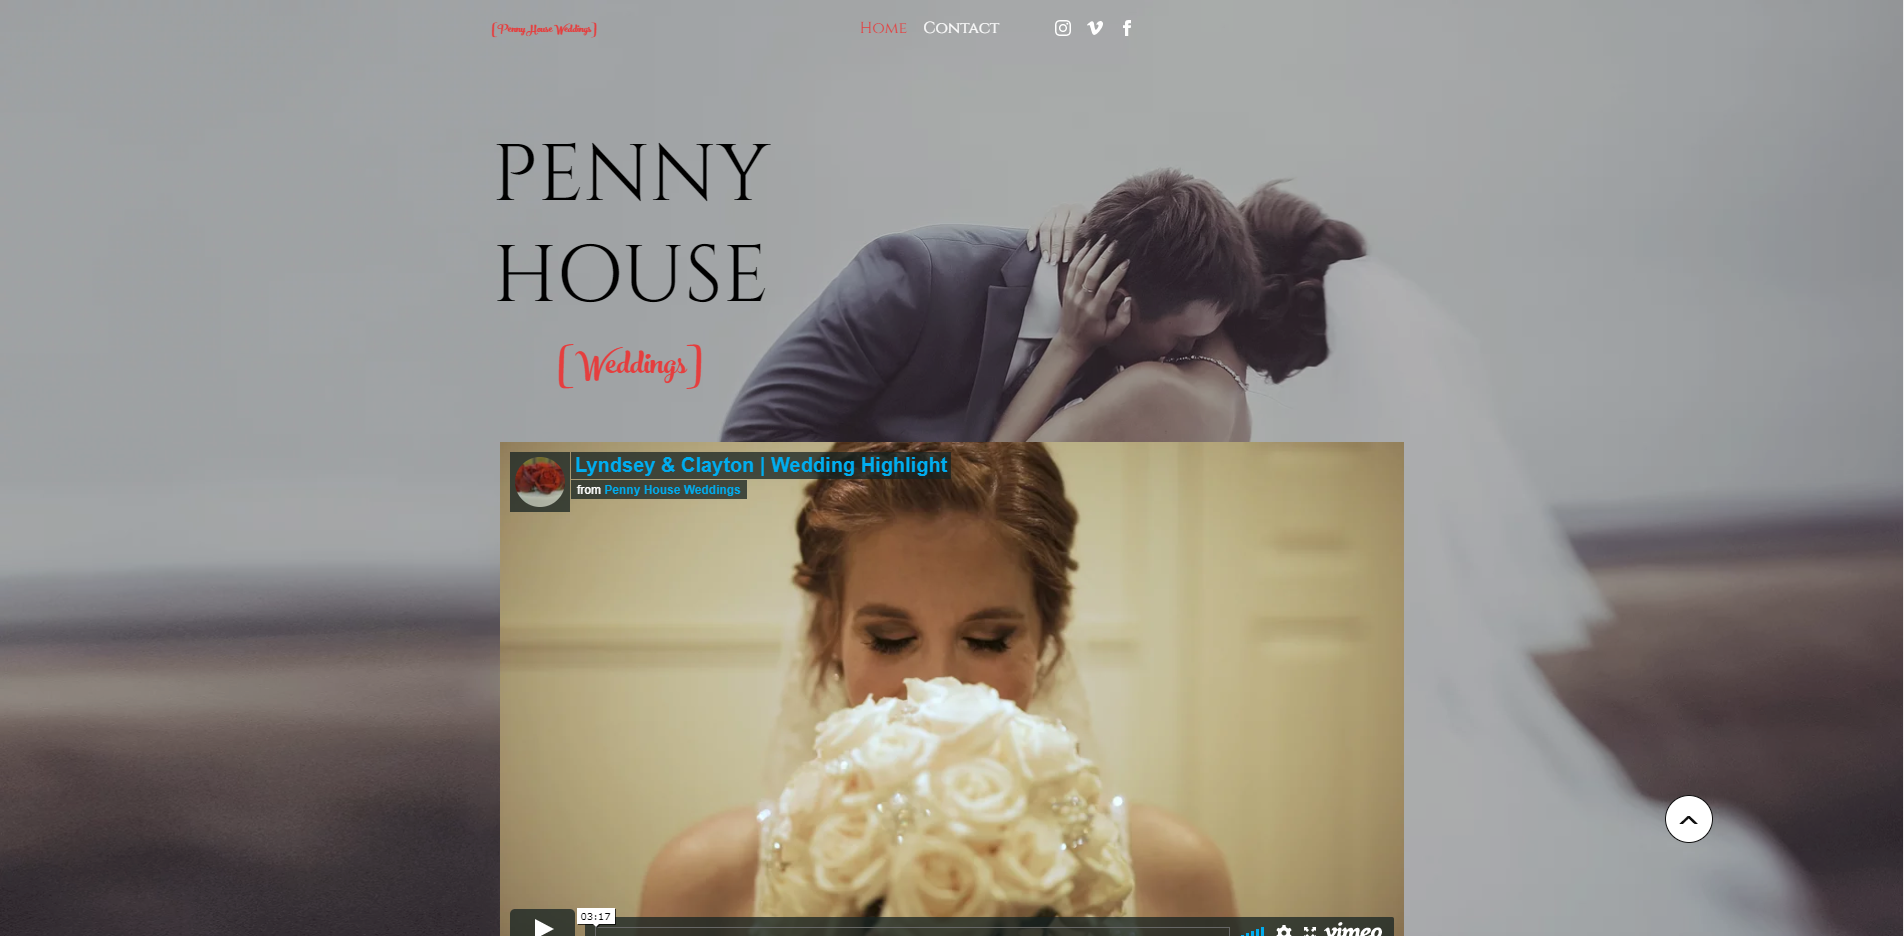 [Penny House Weddings]
Home Contact
PENNY
HOUSE
[Weddings]
Lyndsey & Clayton | Wedding Highlight
from Penny House Weddings
03:17
vimeo